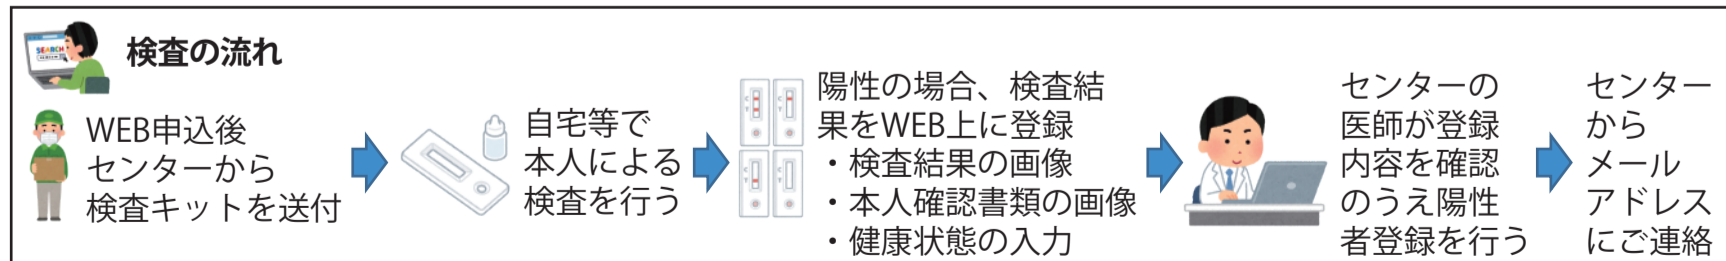 検査の流れ
SEARCH
WEB申込後
センターから
検査キットを送付
自宅等で
本人による
検査を行う
C
T
C
T
C
T
C
T
陽性の場合、検査結
果をWEB上に登録
・検査結果の画像
・本人確認書類の画像
・健康状態の入力
センターの
医師が登録
内容を確認
のうえ陽性
者登録を行う
センター
から
メール
アドレス
にご連絡